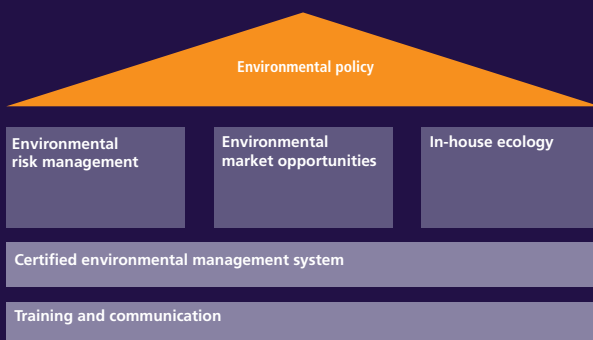 Environmental policy
Environmental
risk management
Environmental
market opportunities
In-house ecology
Certified environmental management system
Training and communication